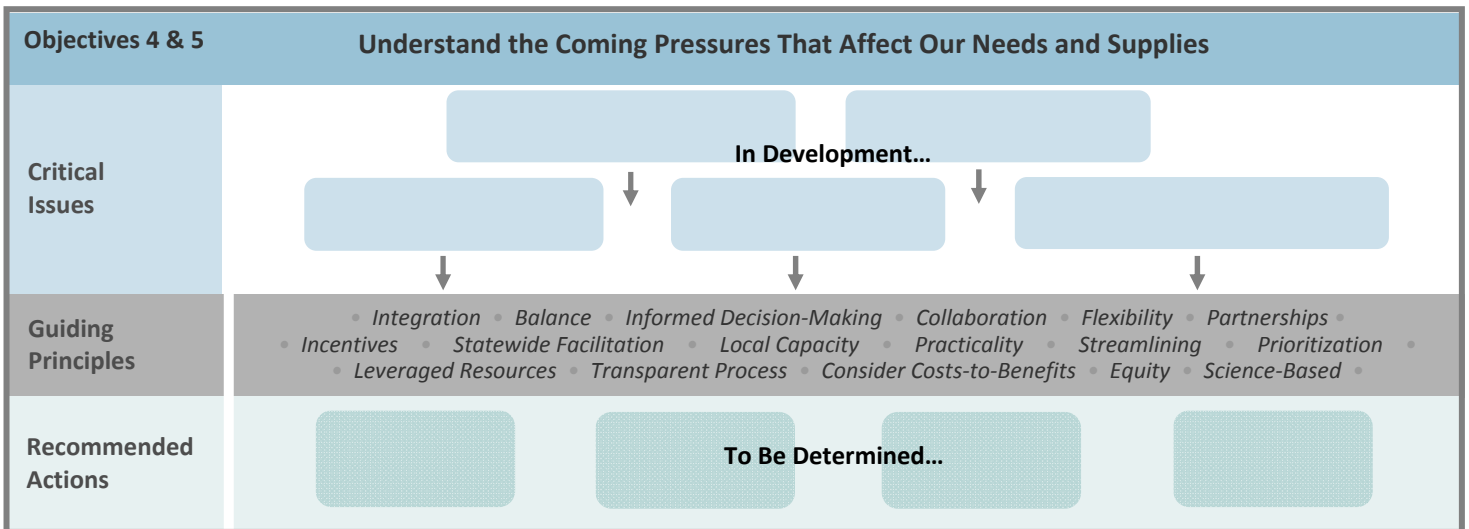 Objectives 4 & 5
Understand the Coming Pressures That Affect Our Needs and Supplies
Critical
Issues
In Development…
Guiding
Principles
• Integration • Balance • Informed Decision-Making • Collaboration • Flexibility • Partnerships •
• Incentives • Statewide Facilitation • Local Capacity • Practicality • Streamlining • Prioritization •
• Leveraged Resources • Transparent Process • Consider Costs-to-Benefits • Equity • Science-Based •
Recommended
Actions
To Be Determined…